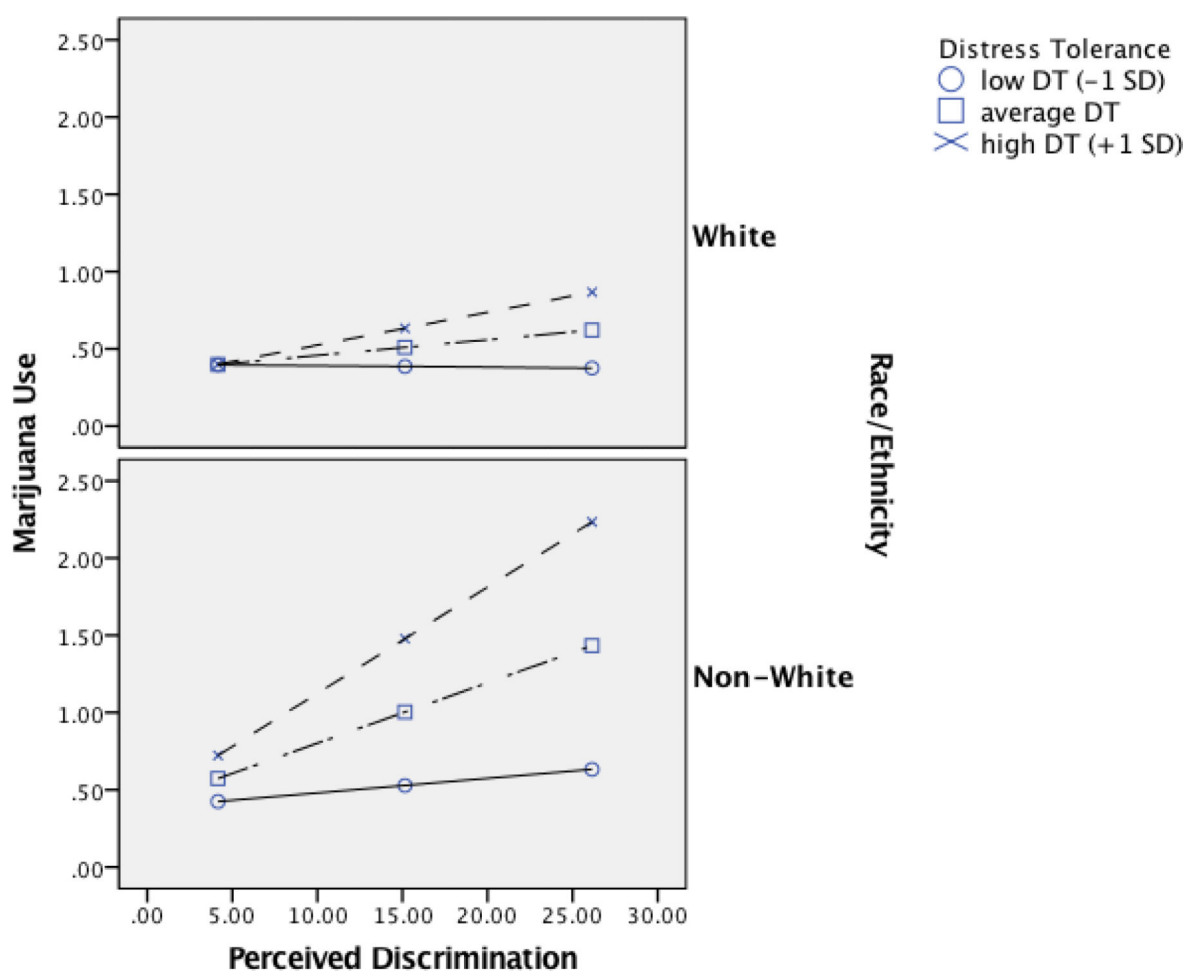 Distress Tolerance
low DT (−1 SD)
average DT
high DT (+1 SD)
2.50
2.00
1.50
1.00
.50
.00
White
Marijuana Use
Race/Ethnicity
2.50
2.00
1.50
1.00
.50
.00
Non−White
.00 5.00 10.00 15.00 20.00 25.00 30.00
Perceived Discrimination